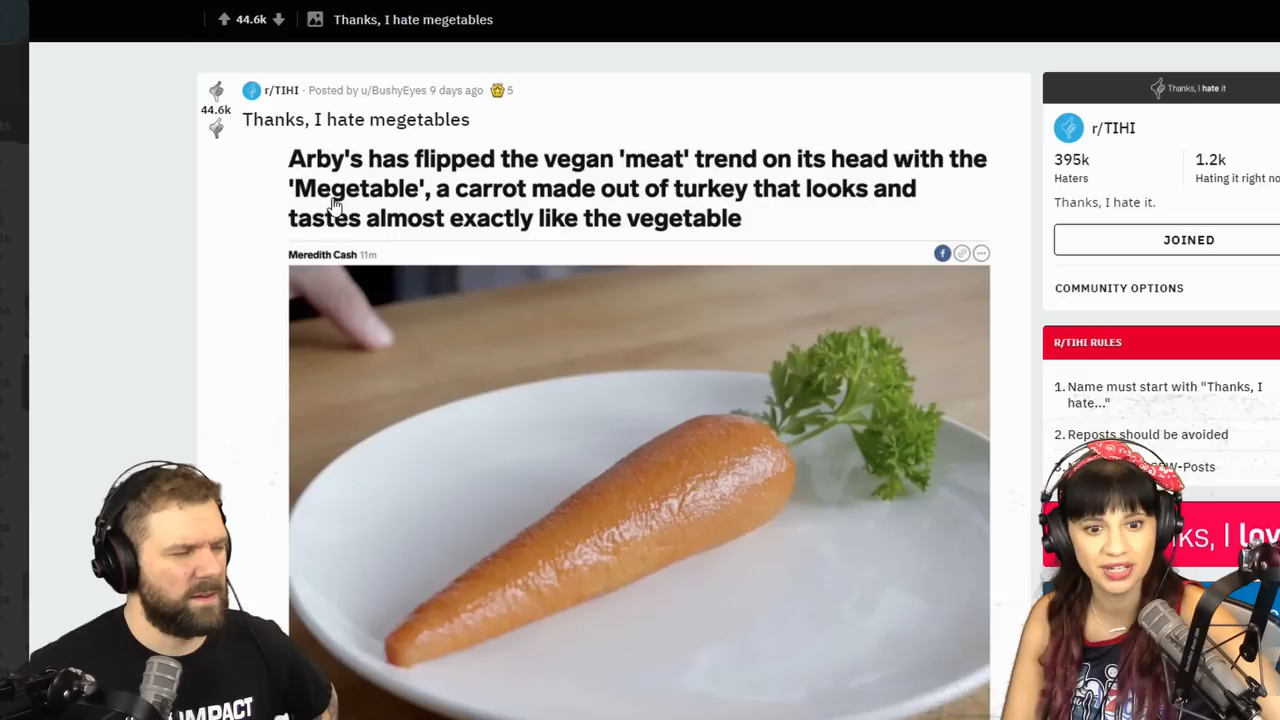 44.6k
Thanks, I hate megetables
r/TIHI · Posted by u/BushyEyes 9 days ago 5
44.6k
Thanks, I hate megetables
Arby's has flipped the vegan 'meat' trend on its head with the
'Megetable', a carrot made out of turkey that looks and
tastes almost exactly like the vegetable
Meredith Cash 11m
Thanks, I hate it
r/TIHI
395k
1.2k
Haters
Hating it right
Thanks, I hate it.
JOINED
COMMUNITY OPTIONS
R/TIHI RULES
1. Name must start with "Thanks, I
hate..."
2. Reposts should be avoided
-Posts
I
MPACT